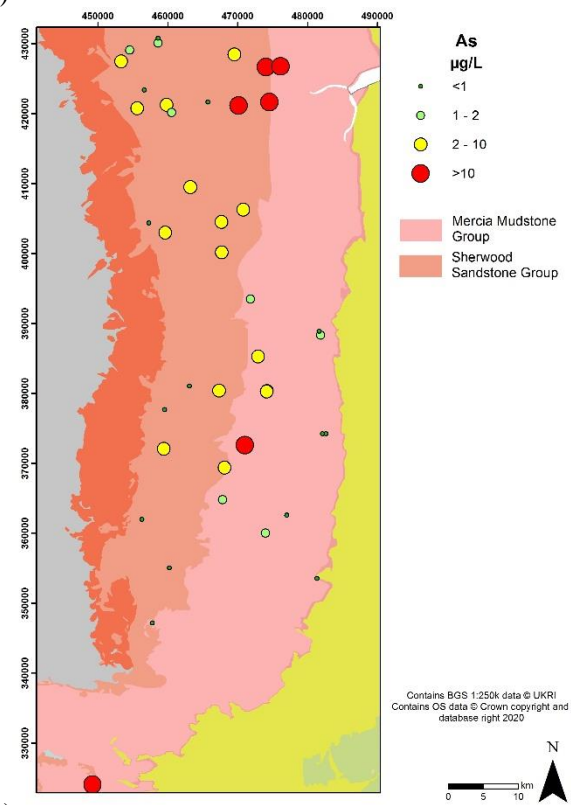 )
450000 460000 470000 480000 490000
430000
420000
410000
400000
390000
380000
370000
360000
350000
340000
330000
As
µg/L
<1
1 - 2
2 - 10
>10
Mercia Mudstone
Group
Sherwood
Sandstone Group
Contains BGS 1:250k data © UKRI
Contains OS data © Crown copyright and
database right 2020
N
km
0 5 10